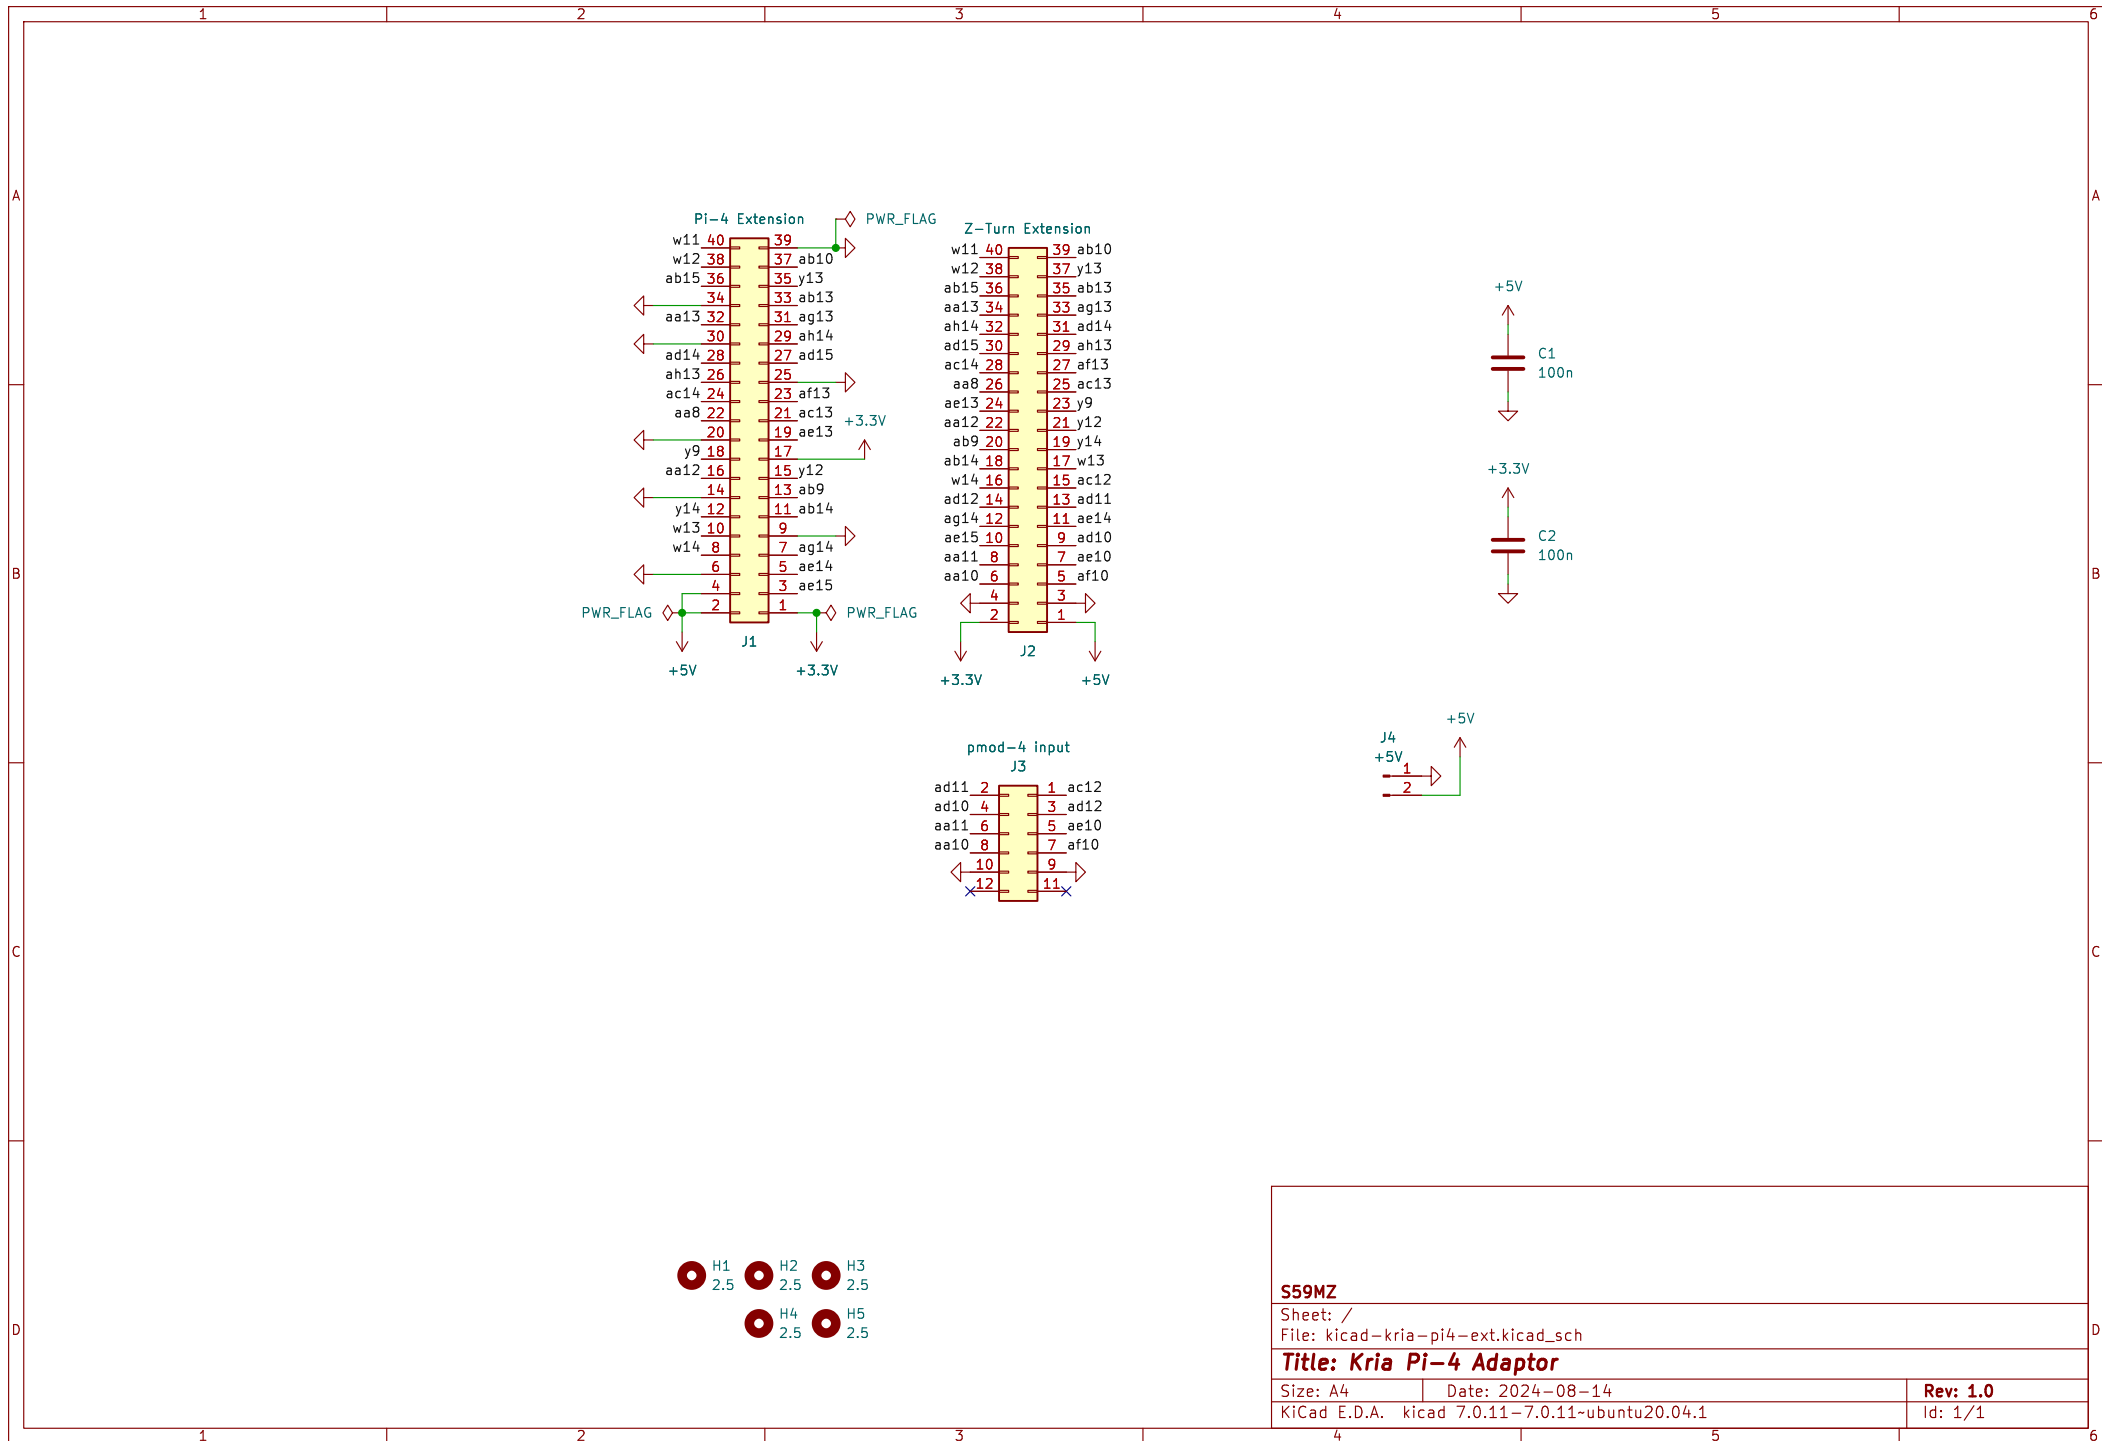 1 2 3 4 5 6
A A
Pi-4 Extension
PWR_FLAG
Z-Turn Extension
w11 40 39
w12 38 37 ab10
ab15 36 35 y13
34 33 ab13
aa13 32 31 ag13
30 29 ah14
ad14 28 27 ad15
ah13 26 25
ac14 24 23 af13
aa8 22 21 ac13
20 19 ae13
+3.3V
y9 18 17
aa12 16 15 y12
14 13 ab9
y14 12 11 ab14
w13 10 9
w14 8 7 ag14
6 5 ae14
4 3 ae15
PWR_FLAG 2 1 PWR_FLAG
J1
+5V +3.3V
w11 40 39 ab10
w12 38 37 y13
ab15 36 35 ab13
aa13 34 33 ag13
ah14 32 31 ad14
ad15 30 29 ah13
ac14 28 27 af13
aa8 26 25 ac13
ae13 24 23 y9
aa12 22 21 y12
ab9 20 19 y14
ab14 18 17 w13
w14 16 15 ac12
ad12 14 13 ad11
ag14 12 11 ae14
ae15 10 9 ad10
aa11 8 7 ae10
aa10 6 5 af10
4 3
2 1
J2
+3.3V +5V
+5V
C1
100n
+3.3V
C2
100n
B B
+5V
J4
+5V
1
2
pmod-4 input
J3
ad11 2 1 ac12
ad10 4 3 ad12
aa11 6 5 ae10
aa10 8 7 af10
10 9
12 11
C C
H1
2.5
H2
2.5
H3
2.5
H4
2.5
H5
2.5
D D
S59MZ
Sheet: /
File: kicad-kria-pi4-ext.kicad_sch
Title: Kria Pi-4 Adaptor
Size: A4 Date: 2024-08-14 Rev: 1.0
KiCad E.D.A. kicad 7.0.11-7.0.11~ubuntu20.04.1 Id: 1/1
1 2 3 4 5 6